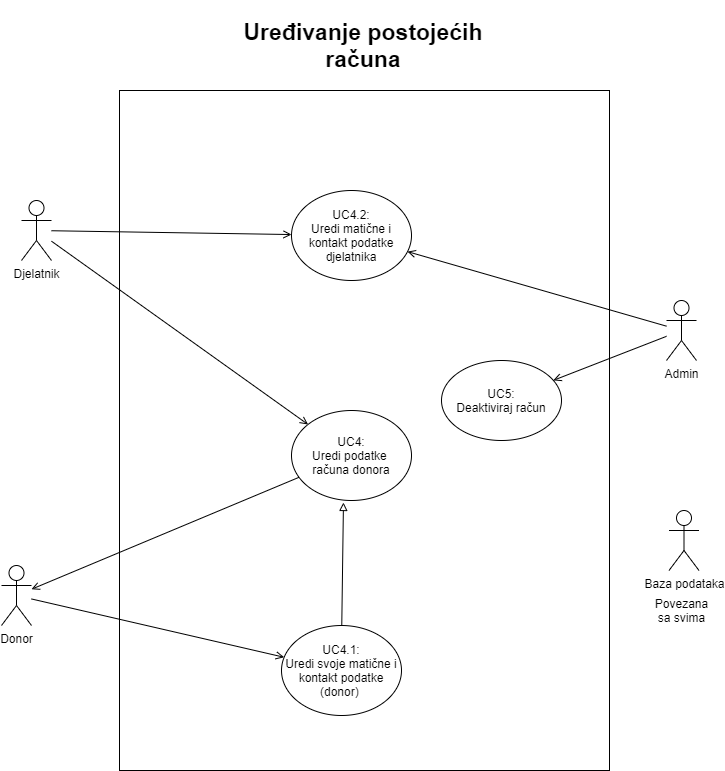 Uređivanje postojećih
računa
UC4.2:
Uredi matične i
kontakt podatke
djelatnika
Djelatnik
Admin
UC5:
Deaktiviraj račun
UC4:
Uredi podatke
računa donora
Baza podataka
Povezana
sa svima
Donor
UC4.1:
Uredi svoje matične i
kontakt podatke
(donor)